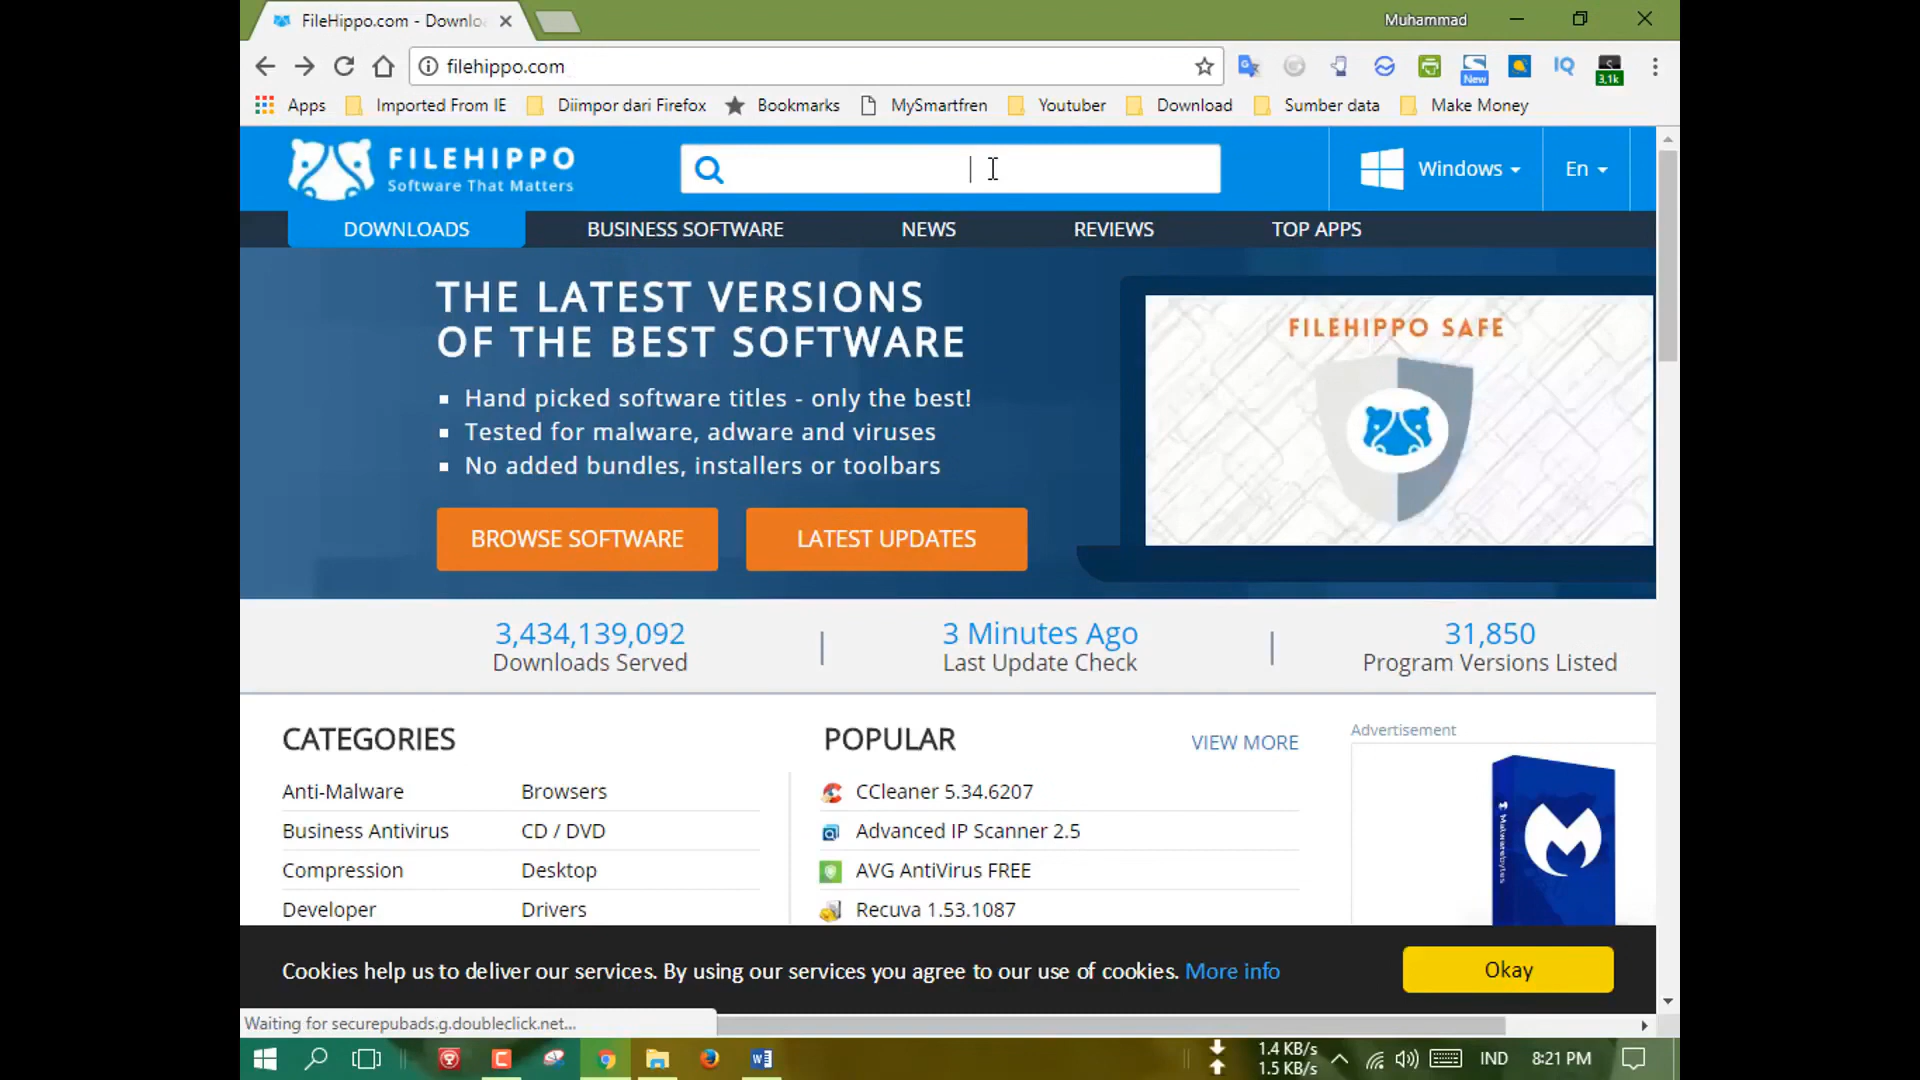 FileHippo.com - Downlo
Muhammad
filehippo.com
New
IQ
3,1k
Apps
Imported From IE
Diimpor dari Firefox
Bookmarks
MySmartfren
Youtuber
Download
Sumber data
Make Money
FILEHIPPO
Software That Matters
Windows
En
DOWNLOADS
BUSINESS SOFTWARE
NEWS
REVIEWS
TOP APPS
THE LATEST VERSIONS
OF THE BEST SOFTWARE
Hand picked software titles - only the best!
Tested for malware, adware and viruses
No added bundles, installers or toolbars
BROWSE SOFTWARE
LATEST UPDATES
FILEHIPPO SAFE
3,434,139,092
Downloads Served
3 Minutes Ago
Last Update Check
31,850
Program Versions Listed
CATEGORIES
Anti-Malware
Browsers
Business Antivirus
CD / DVD
Compression
Desktop
Developer
Drivers
POPULAR
VIEW MORE
CCleaner 5.34.6207
Advanced IP Scanner 2.5
AVG AntiVirus FREE
Recuva 1.53.1087
Advertisement
Malwarebytes
Cookies help us to deliver our services. By using our services you agree to our use of cookies. More info
Okay
Waiting for securepubads.g.doubleclick.net...
1.4 KB/s
1.5 KB/s
IND
8:21 PM